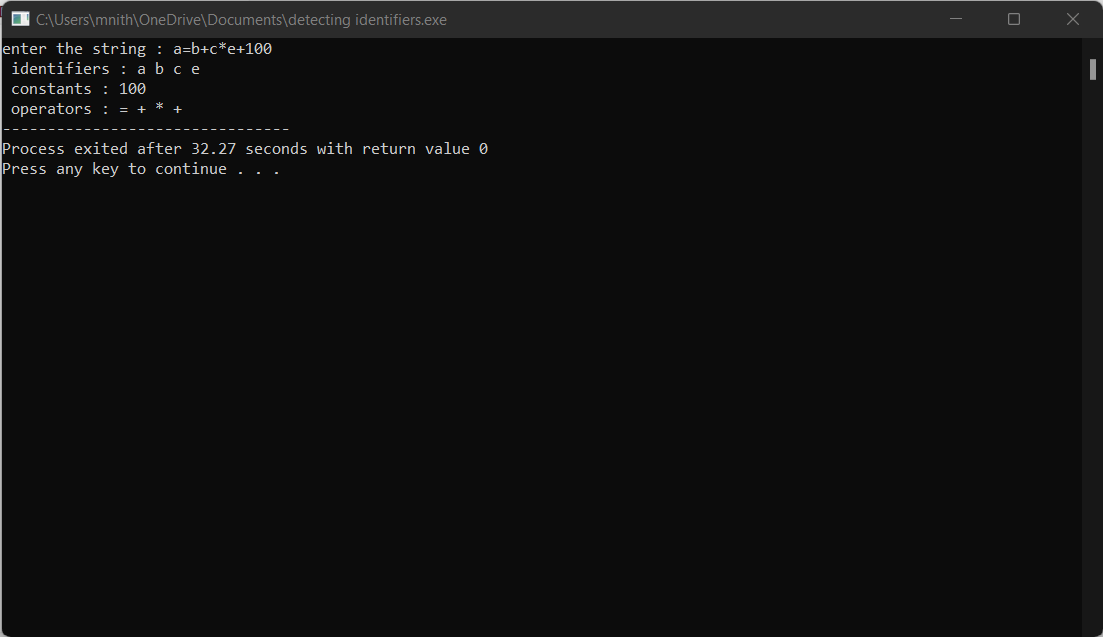 C:\Users\mnith\OneDrive\Documents\detecting identifiers.exe
enter the string : a=b+c*e+100
 identifiers : a b c e
 constants : 100
 operators : = + * +
--------------------------------
Process exited after 32.27 seconds with return value 0
Press any key to continue . . .